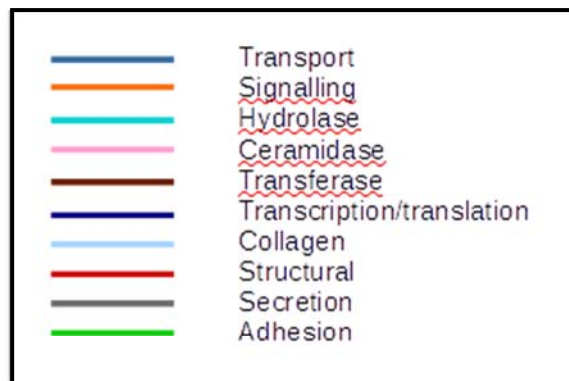 Transport
Signalling
Hydrolase
Ceramidase
Transferase
Transcription/translation
Collagen
Structural
Secretion
Adhesion